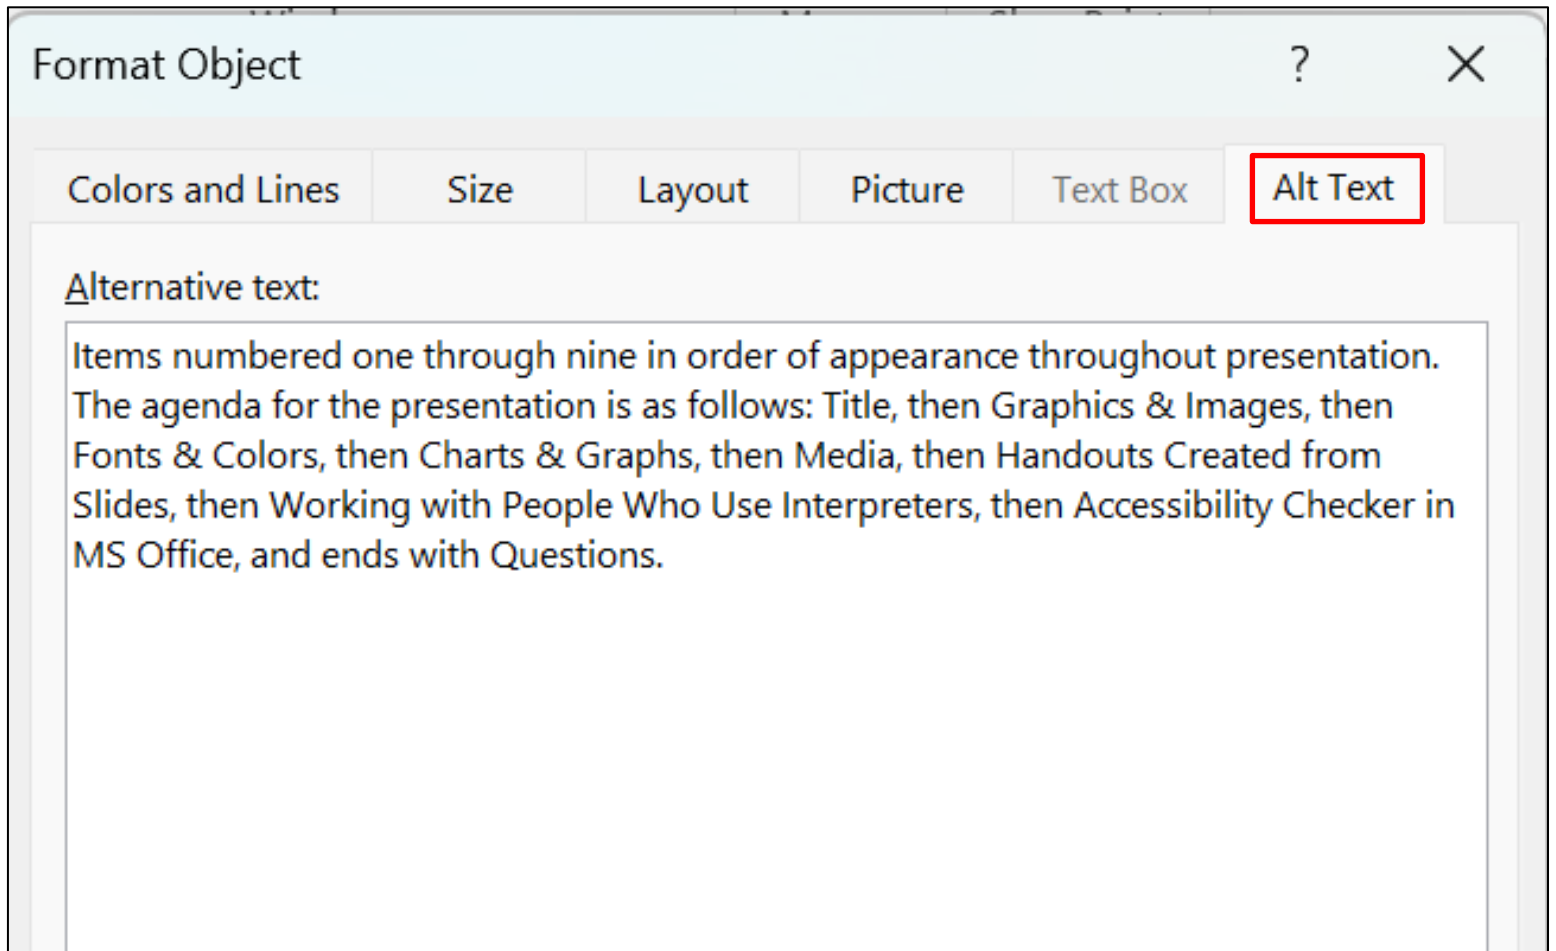 Format Object
?
Colors and Lines Size Layout Picture Text Box Alt Text
Alternative text:
Items numbered one through nine in order of appearance throughout presentation.
The agenda for the presentation is as follows: Title, then Graphics & Images, then
Fonts & Colors, then Charts & Graphs, then Media, then Handouts Created from
Slides, then Working with People Who Use Interpreters, then Accessibility Checker in
MS Office, and ends with Questions.